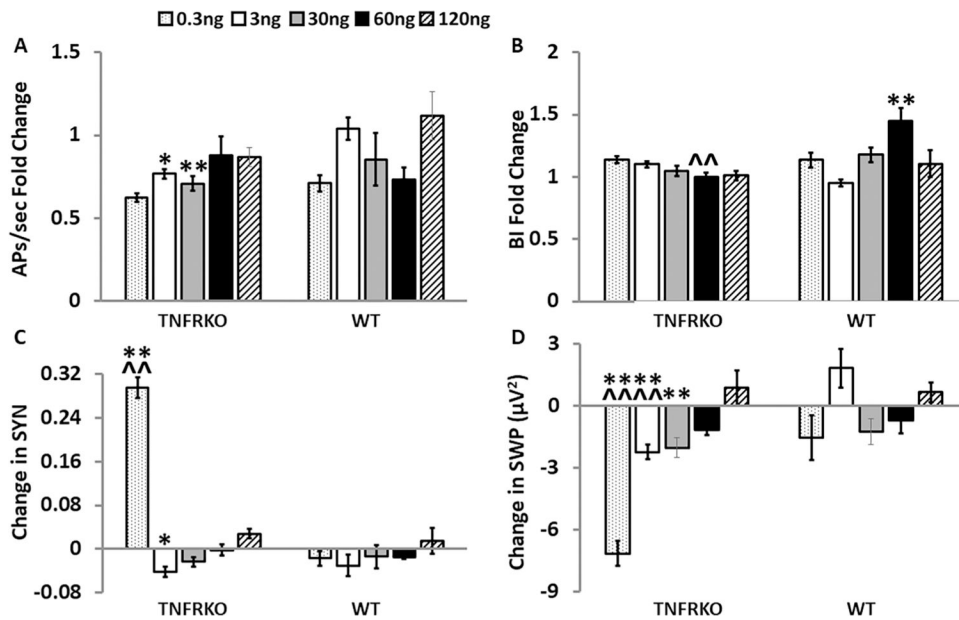 0.3ng 3ng 30ng 60ng 120ng
A
APs/sec Fold Change
1.5
1
0.5
0
* **
TNFRKO WT
B
BI Fold Change
2
1.5
1
0.5
0
^^ **
TNFRKO WT
C
Change in SYN
0.32
0.24
0.16
0.08
0
-0.08
**
^^
*
TNFRKO WT
D
Change in SWP (µV²)
3
0
-3
-6
-9
**** **
^^^^
TNFRKO WT